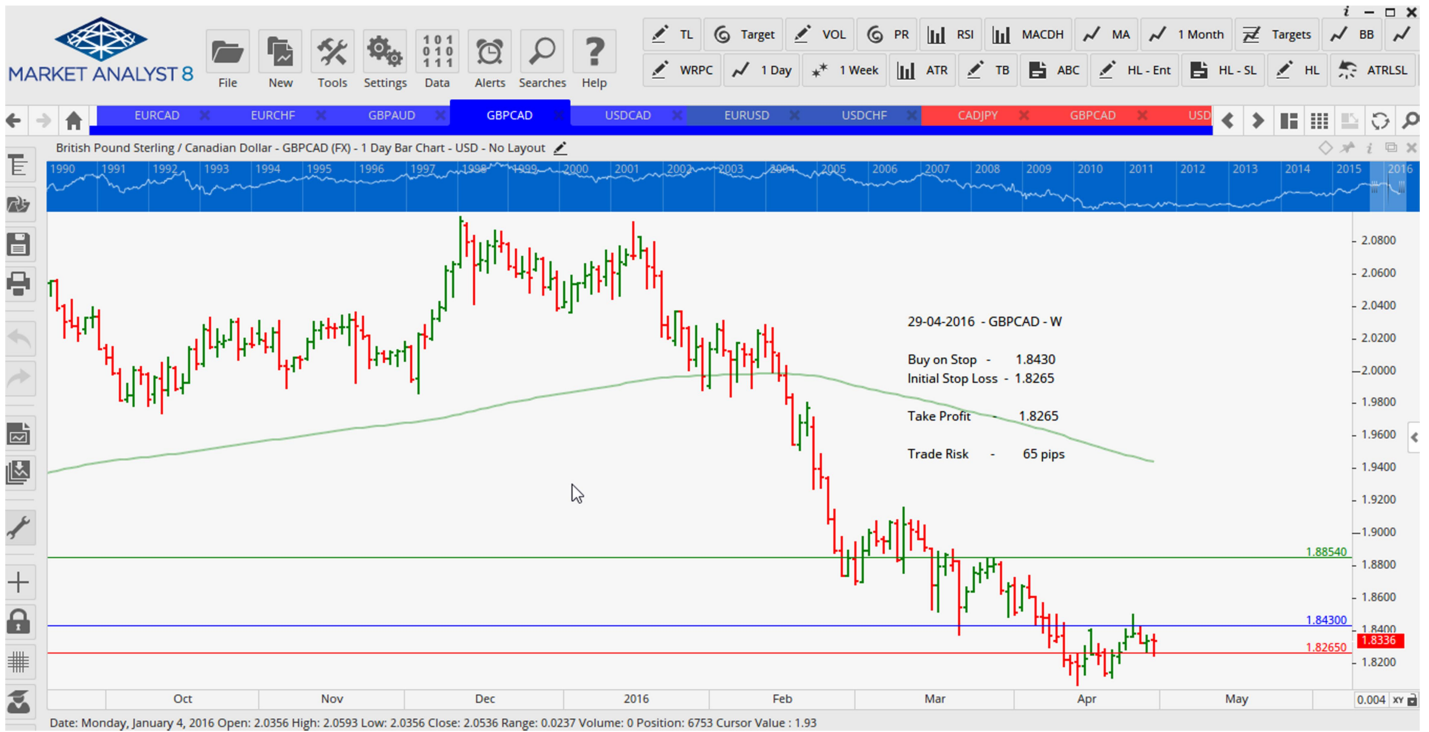 i
MARKET ANALYST 8
File New Tools Settings Data Alerts Searches Help
101
010
111
TL Target VOL PR RSI MACDH MA 1 Month Targets BB
WRPC 1 Day 1 Week ATR TB ABC HL - Ent HL - SL HL ATRLSL
EURCAD EURCHF GBPAUD GBPCAD USDCAD EURUSD USDCHF CADJPY GBPCAD USD
British Pound Sterling / Canadian Dollar - GBPCAD (FX) - 1 Day Bar Chart - USD - No Layout
1990 1991 1992 1993 1994 1995 1996 1997 1998 1999 2000 2001 2002 2003 2004 2005 2006 2007 2008 2009 2010 2011 2012 2013 2014 2015 2016
2.0800
2.0600
2.0400
2.0200
2.0000
1.9800
1.9600
1.9400
1.9200
1.9000
1.8800
1.8600
1.8400
1.8336
1.8200
29-04-2016 - GBPCAD - W
Buy on Stop - 1.8430
Initial Stop Loss - 1.8265
Take Profit - 1.8265
Trade Risk - 65 pips
1.88540
1.84300
1.82650
Oct Nov Dec 2016 Feb Mar Apr May
0.004 XY
Date: Monday, January 4, 2016 Open: 2.0356 High: 2.0593 Low: 2.0356 Close: 2.0536 Range: 0.0237 Volume: 0 Position: 6753 Cursor Value : 1.93